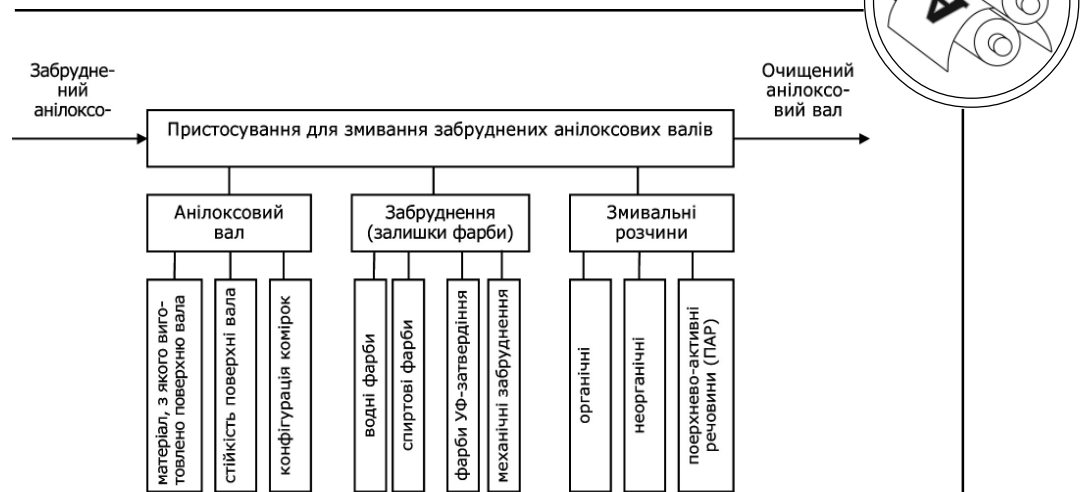 Забрудне-
ний
анілоксо-
Очищений
анілоксо-
вий вал
Пристосування для змивання забруднених анілоксових валів
Анілоксовий
вал
Забруднення
(залишки фарби)
Змивальні
розчини
матеріал, з якого виго-
товлено поверхню вала
стійкість поверхні вала
конфігурація комірок
водні фарби
спиртові фарби
фарби УФ-затвердіння
механічні забруднення
органічні
неорганічні
поерхнево-активні
речовини (ПАР)